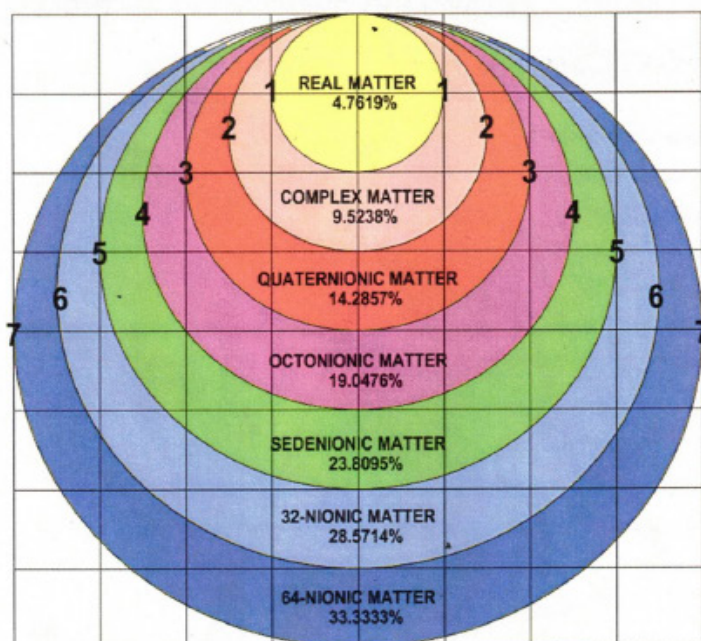 REAL MATTER
1 4.7619% 1
2 2
COMPLEX MATTER
9.5238%
3 3
4 4
QUATERNIONIC MATTER
14.2857%
5 5
6 6
7 7
OCTONIONIC MATTER
19.0476%
SEDENIONIC MATTER
23.8095%
32-NIONIC MATTER
28.5714%
64-NIONIC MATTER
33.3333%